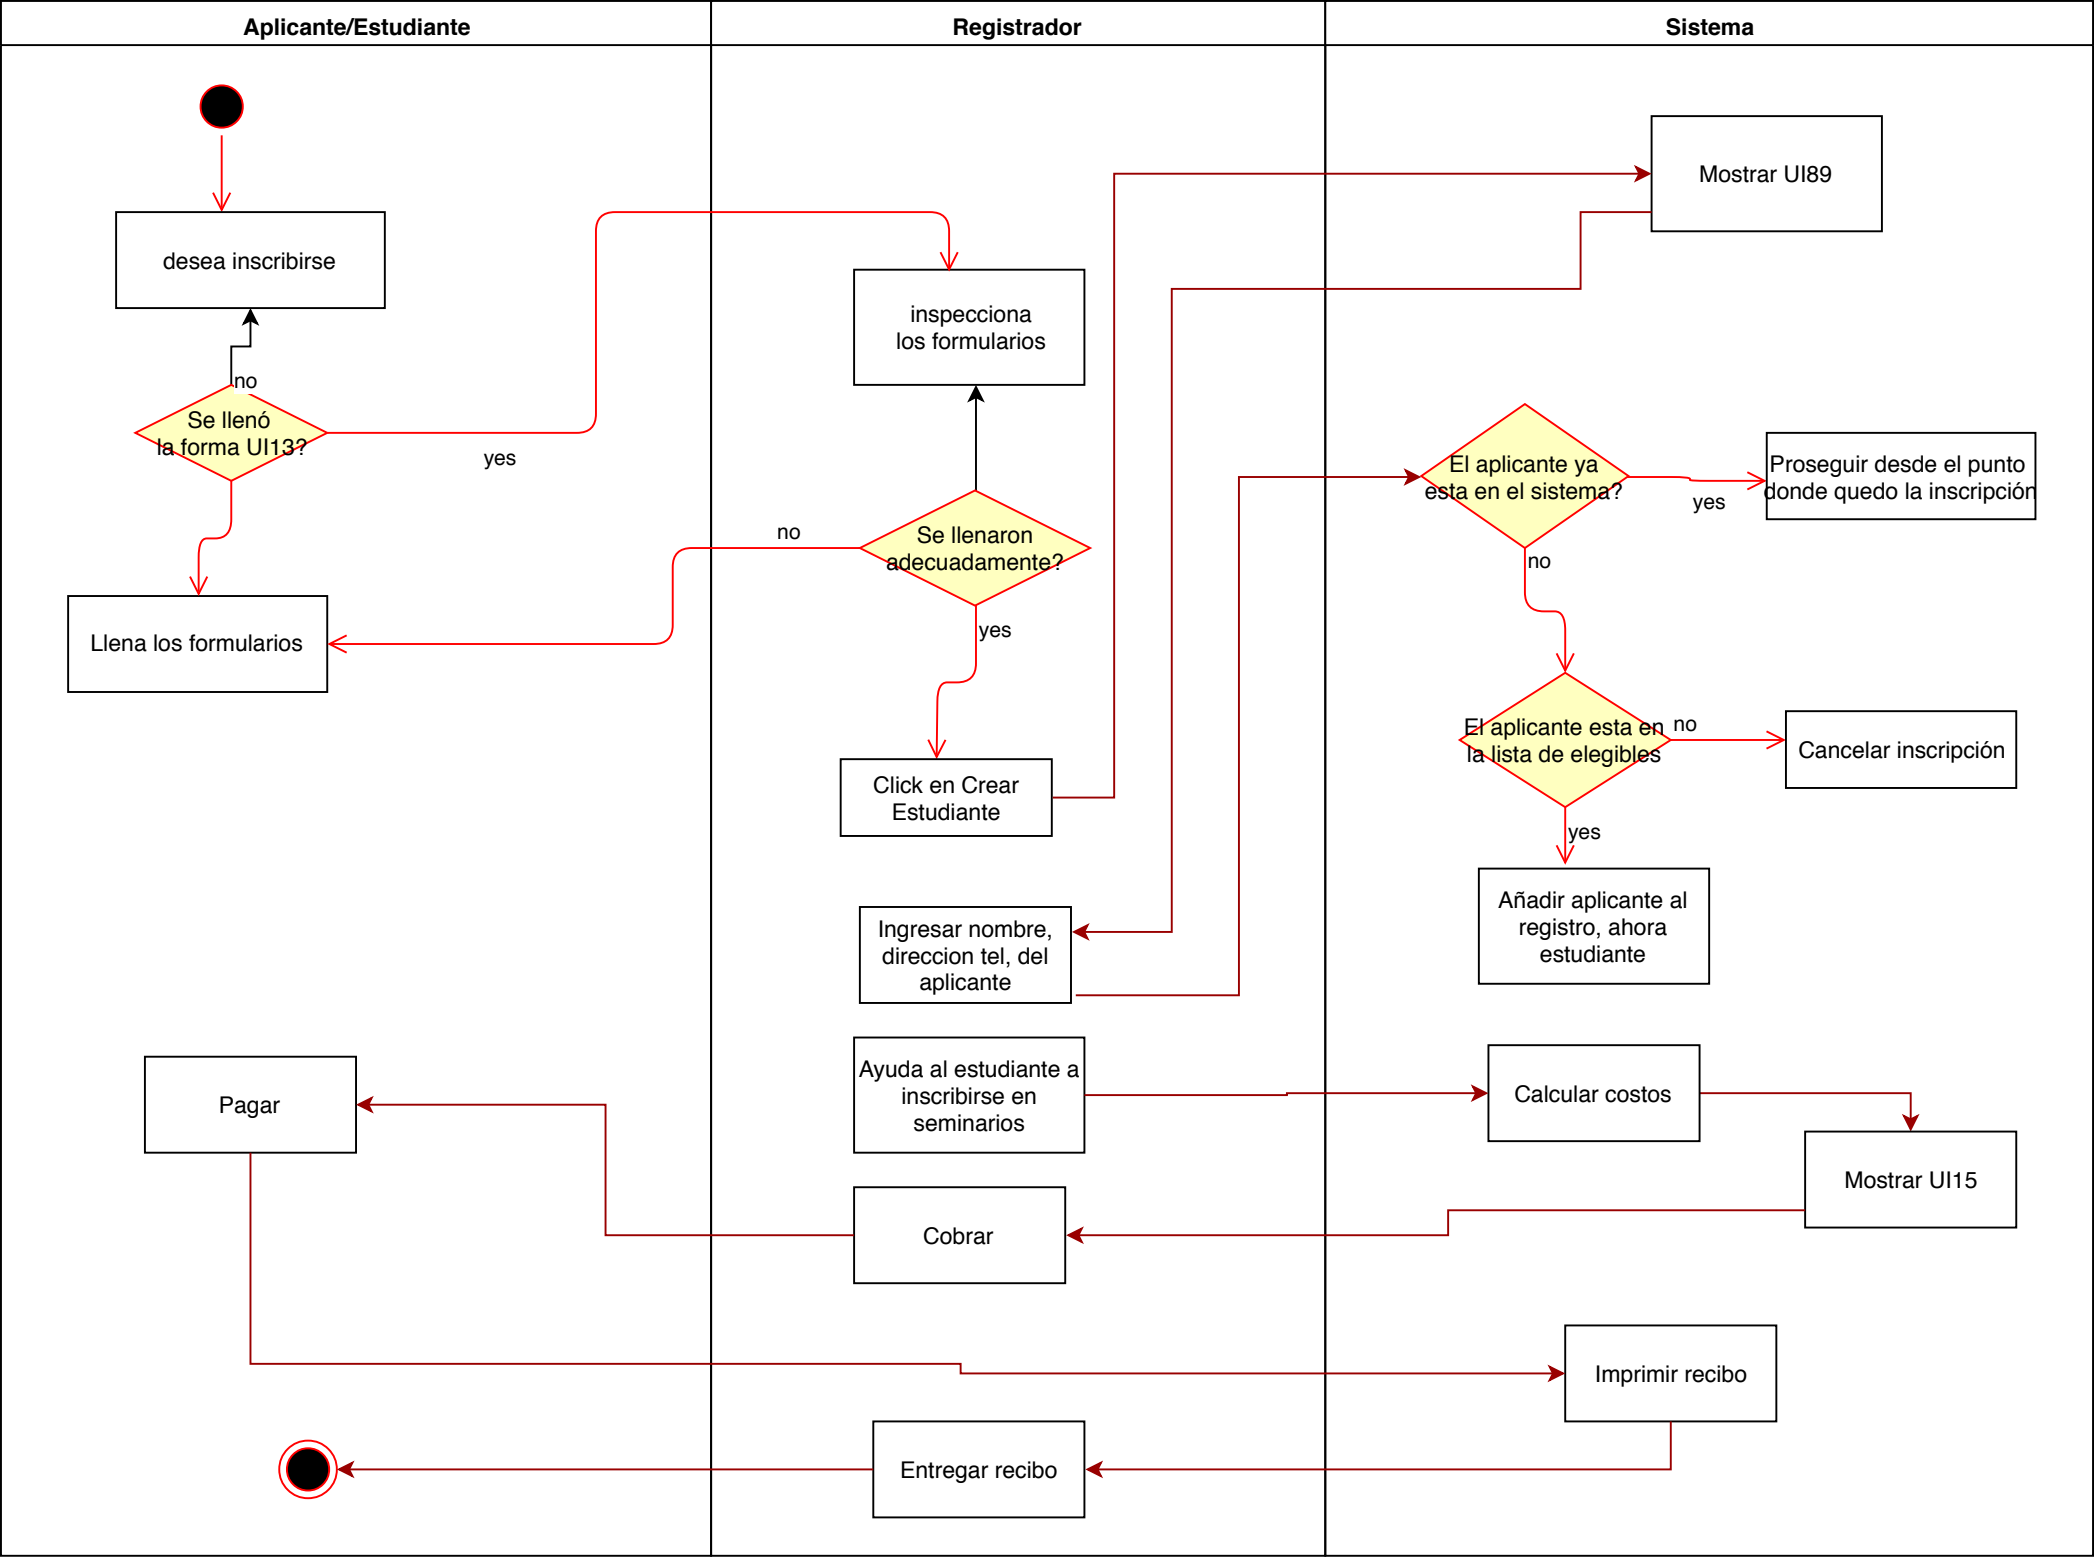 Aplicante/Estudiante
Registrador
Sistema
desea inscribirse
no
Se llenó
la forma UI13?
yes
Llena los formularios
Pagar
inspecciona
los formularios
Se llenaron
adecuadamente?
no
yes
Click en Crear
Estudiante
Ingresar nombre,
direccion tel, del
aplicante
Ayuda al estudiante a
inscribirse en
seminarios
Cobrar
Entregar recibo
Mostrar UI89
El aplicante ya
esta en el sistema?
yes
Proseguir desde el punto
donde quedo la inscripción
no
El aplicante esta en
la lista de elegibles
no
Cancelar inscripción
yes
Añadir aplicante al
registro, ahora
estudiante
Calcular costos
Mostrar UI15
Imprimir recibo